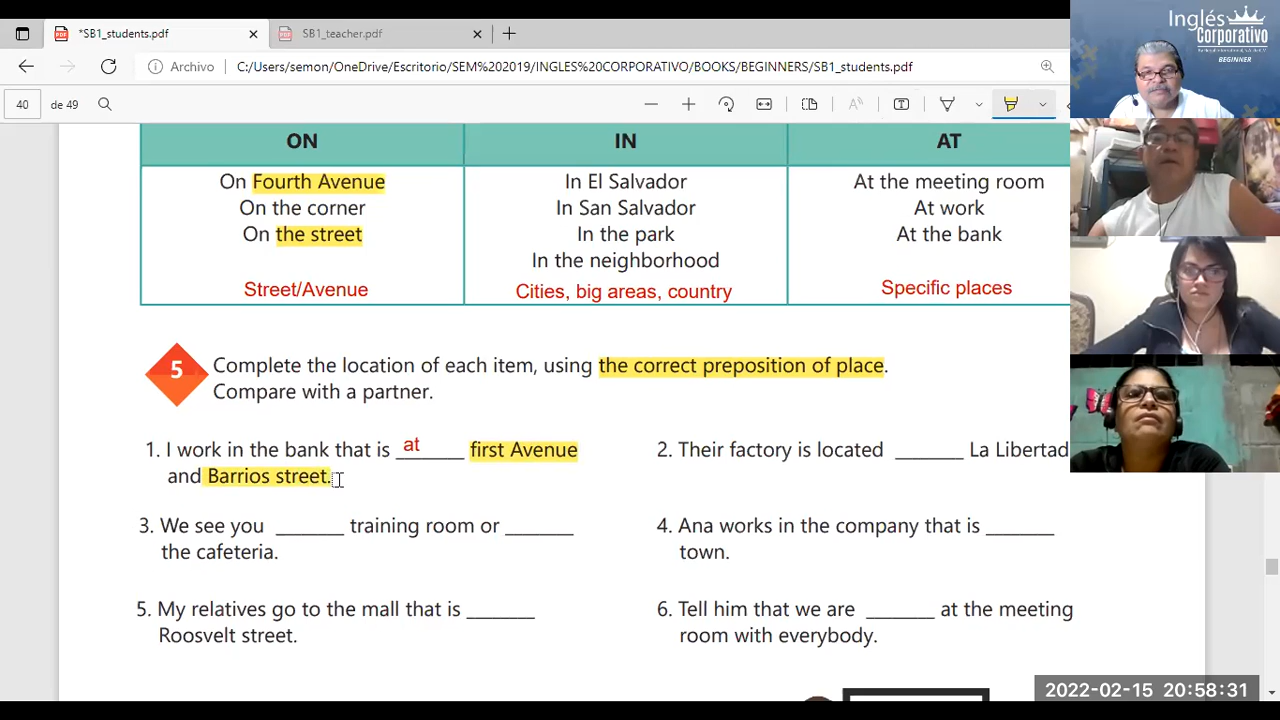 *SB1_students.pdf
SB1_teacher.pdf
Archivo
C:/Users/semon/OneDrive/Escritorio/SEM%202019/INGLES%20CORPORATIVO/BOOKS/BEGINNERS/SB1_students.pdf
40 de 49
ON IN AT
On Fourth Avenue In El Salvador At the meeting room
On the corner In San Salvador At work
On the street In the park At the bank
In the neighborhood
Street/Avenue Cities, big areas, country Specific places
5 Complete the location of each item, using the correct preposition of place.
Compare with a partner.
1. I work in the bank that is at first Avenue
and Barrios street.
2. Their factory is located _______ La Libertad
3. We see you _______ training room or _______
the cafeteria.
4. Ana works in the company that is _______
town.
5. My relatives go to the mall that is _______
Roosvelt street.
6. Tell him that we are _______ at the meeting
room with everybody.
Inglés
Corporativo
BEGINNER
2022-02-15 20:58:31